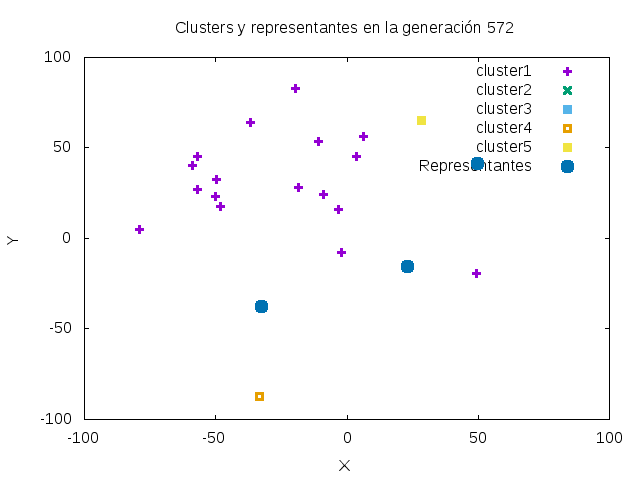 Clusters y representantes en la generación 572
cluster1
cluster2
cluster3
cluster4
cluster5
Representantes
100
50
0
-50
-100
Y
-100 -50 0 50 100
X